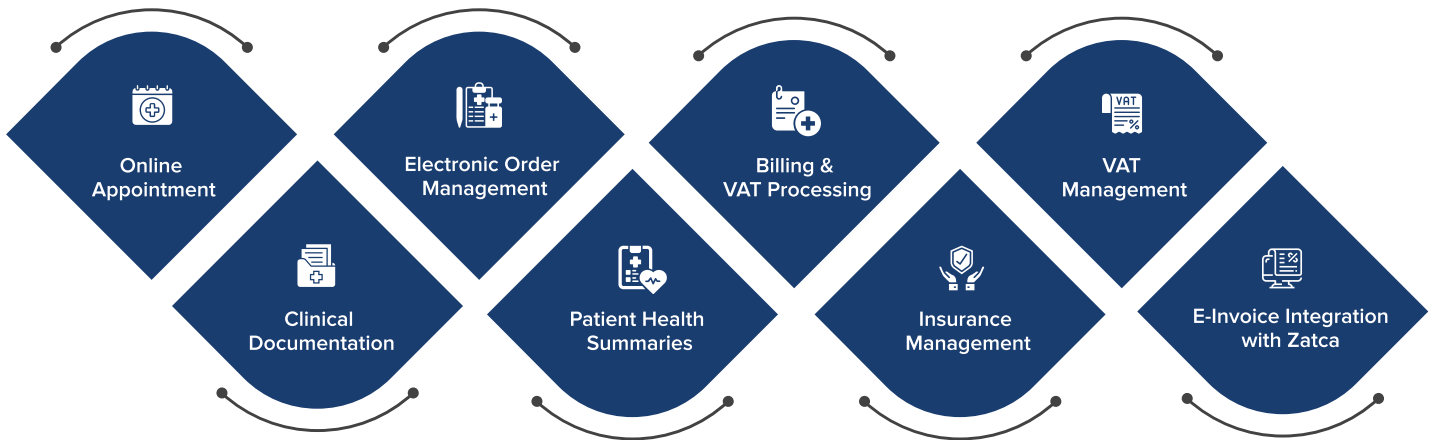 Online
Appointment
Clinical
Documentation
Electronic Order
Management
Patient Health
Summaries
Billing &
VAT Processing
Insurance
Management
VAT
VAT
Management
E-Invoice Integration
with Zatca